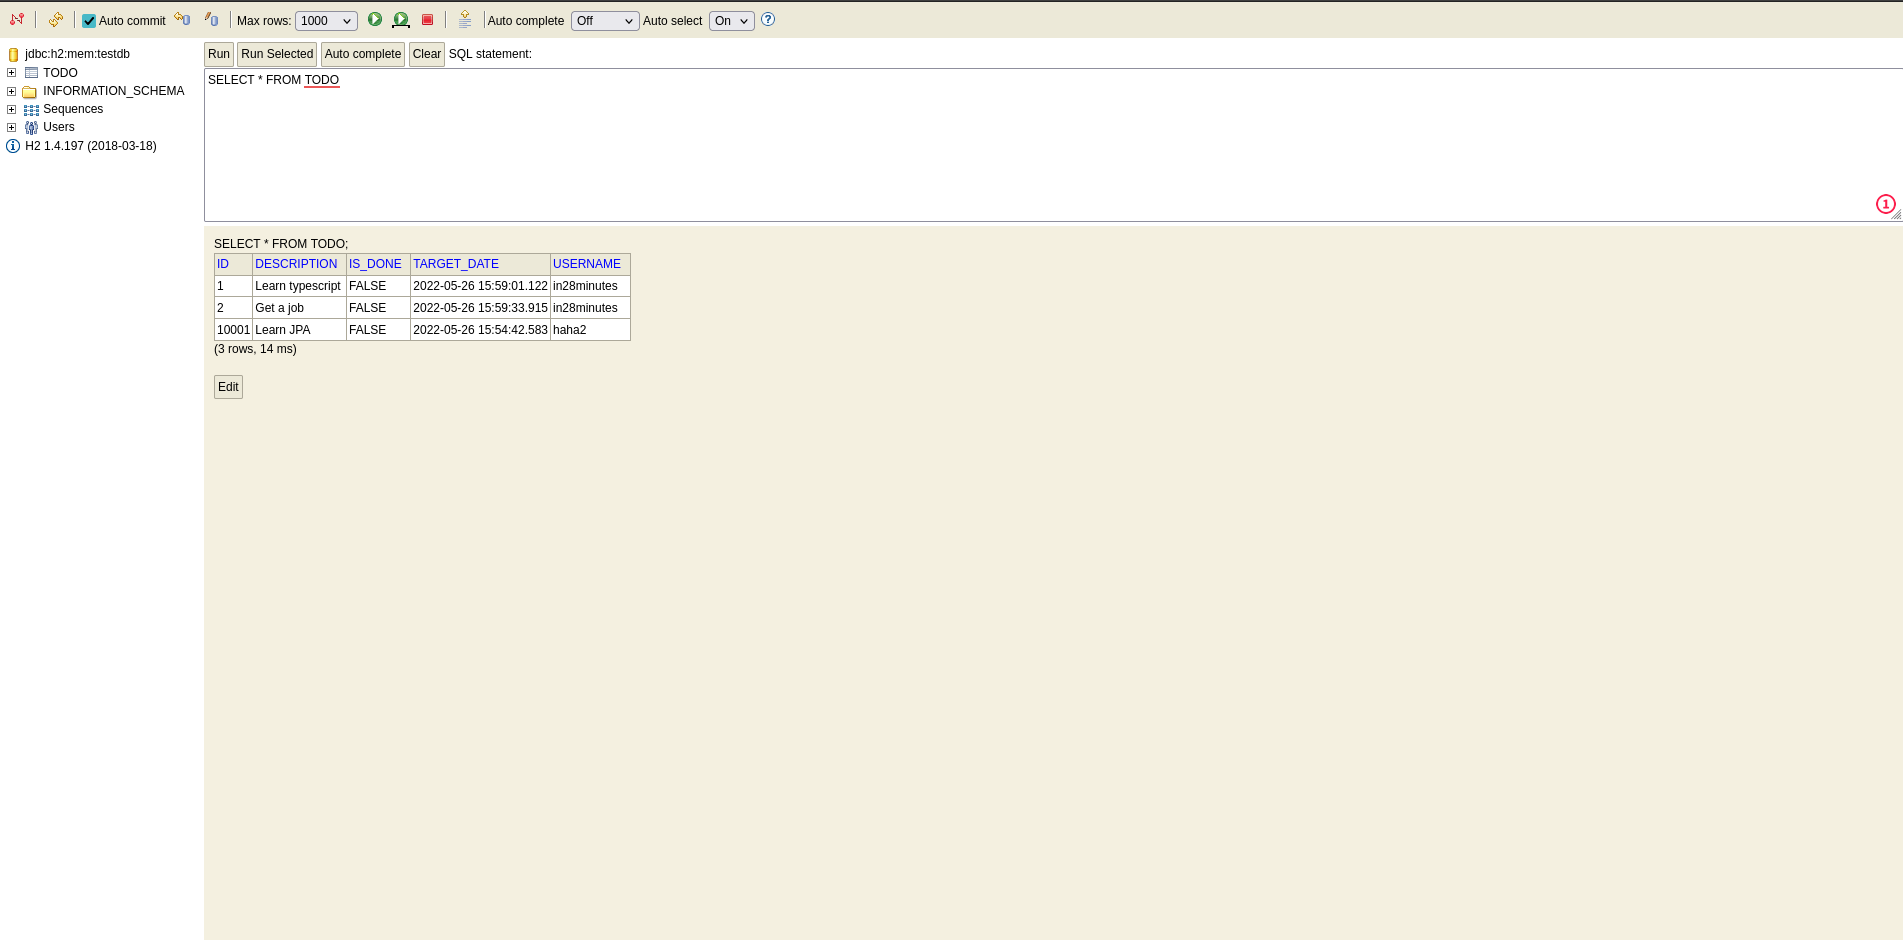 Auto commit Max rows: 1000 Auto complete Off Auto select On ?
jdbc:h2:mem:testdb
TODO
INFORMATION_SCHEMA
Sequences
Users
H2 1.4.197 (2018-03-18)
Run Run Selected Auto complete Clear SQL statement:
SELECT * FROM TODO
1
SELECT * FROM TODO;
ID DESCRIPTION IS_DONE TARGET_DATE USERNAME
1 Learn typescript FALSE 2022-05-26 15:59:01.122 in28minutes
2 Get a job FALSE 2022-05-26 15:59:33.915 in28minutes
10001 Learn JPA FALSE 2022-05-26 15:54:42.583 haha2
(3 rows, 14 ms)
Edit